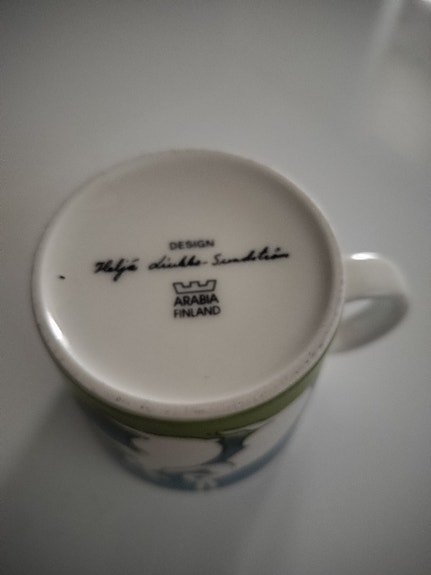 DESIGN
Heljä Liukko-Sundström
ARABIA
FINLAND